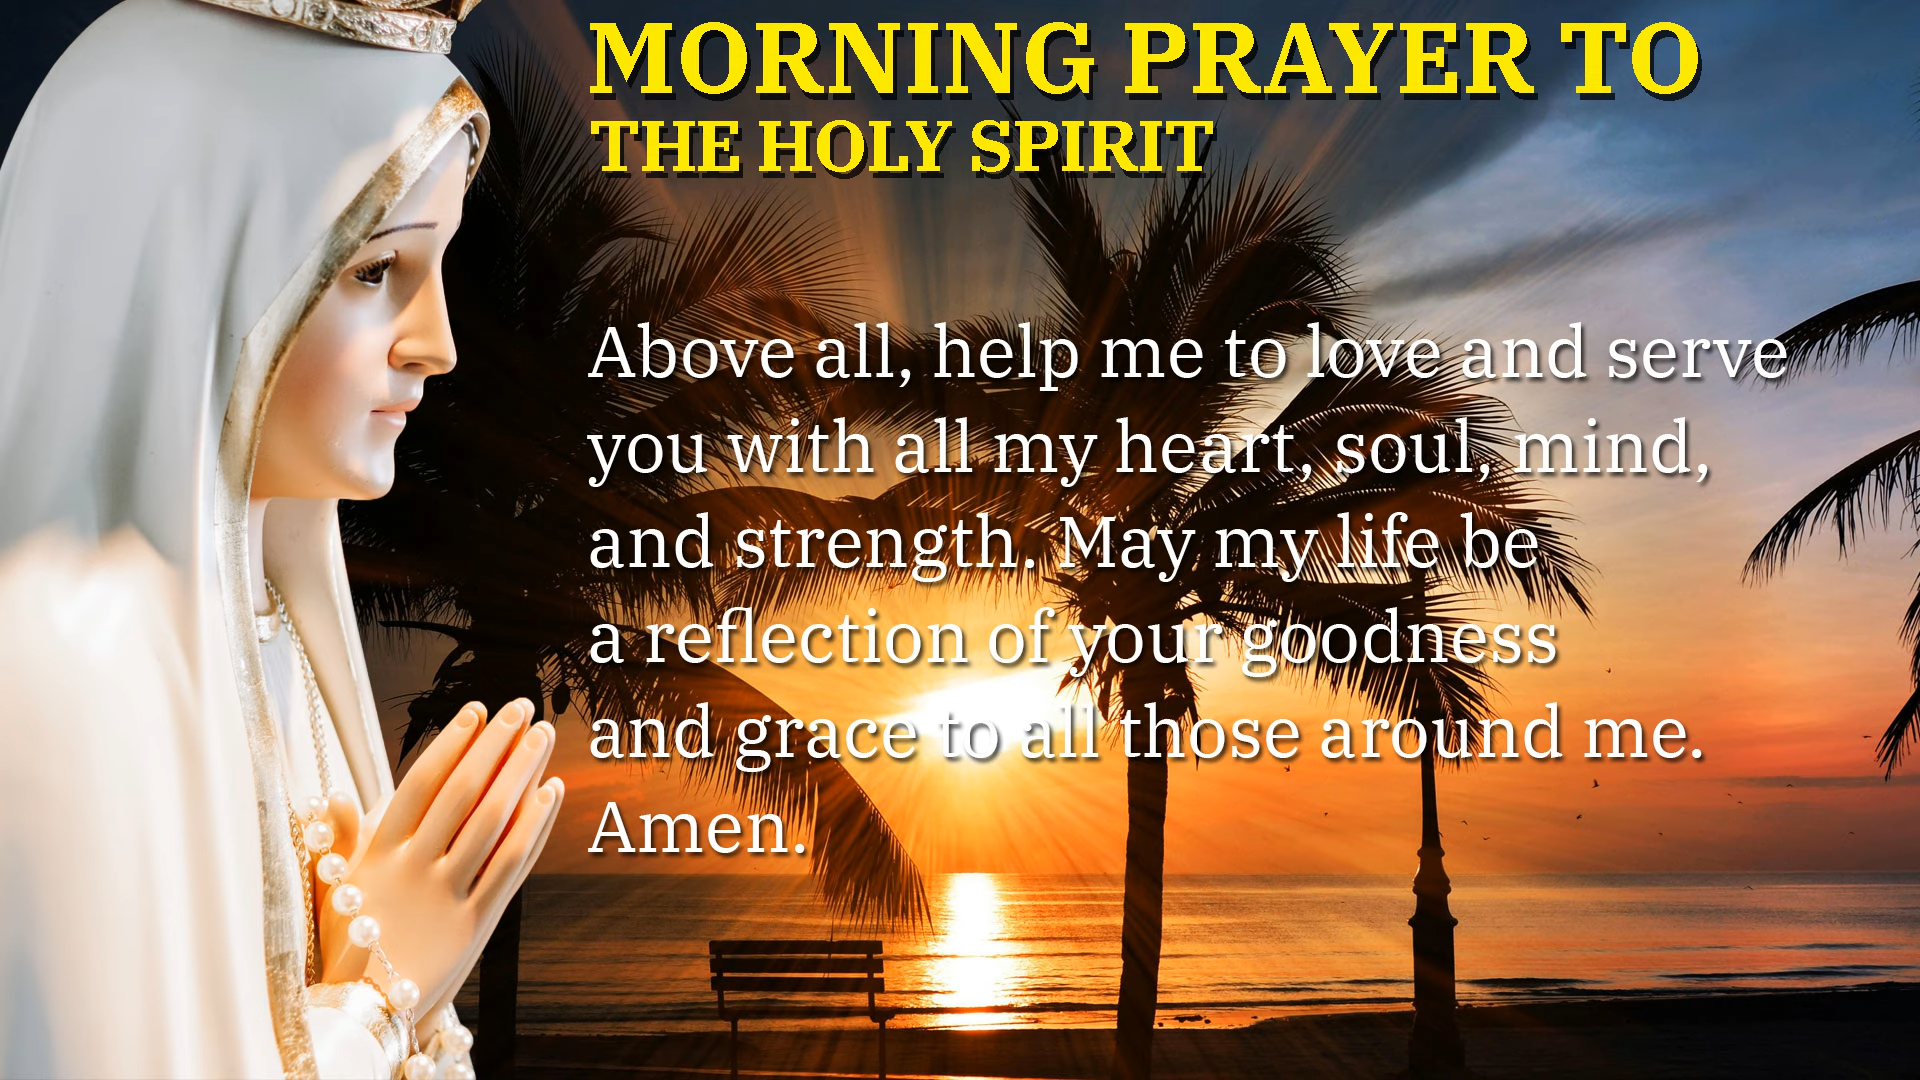 MORNING PRAYER TO
THE HOLY SPIRIT
Above all, help me to love and serve
you with all my heart, soul, mind,
and strength. May my life be
a reflection of your goodness
and grace to all those around me.
Amen.